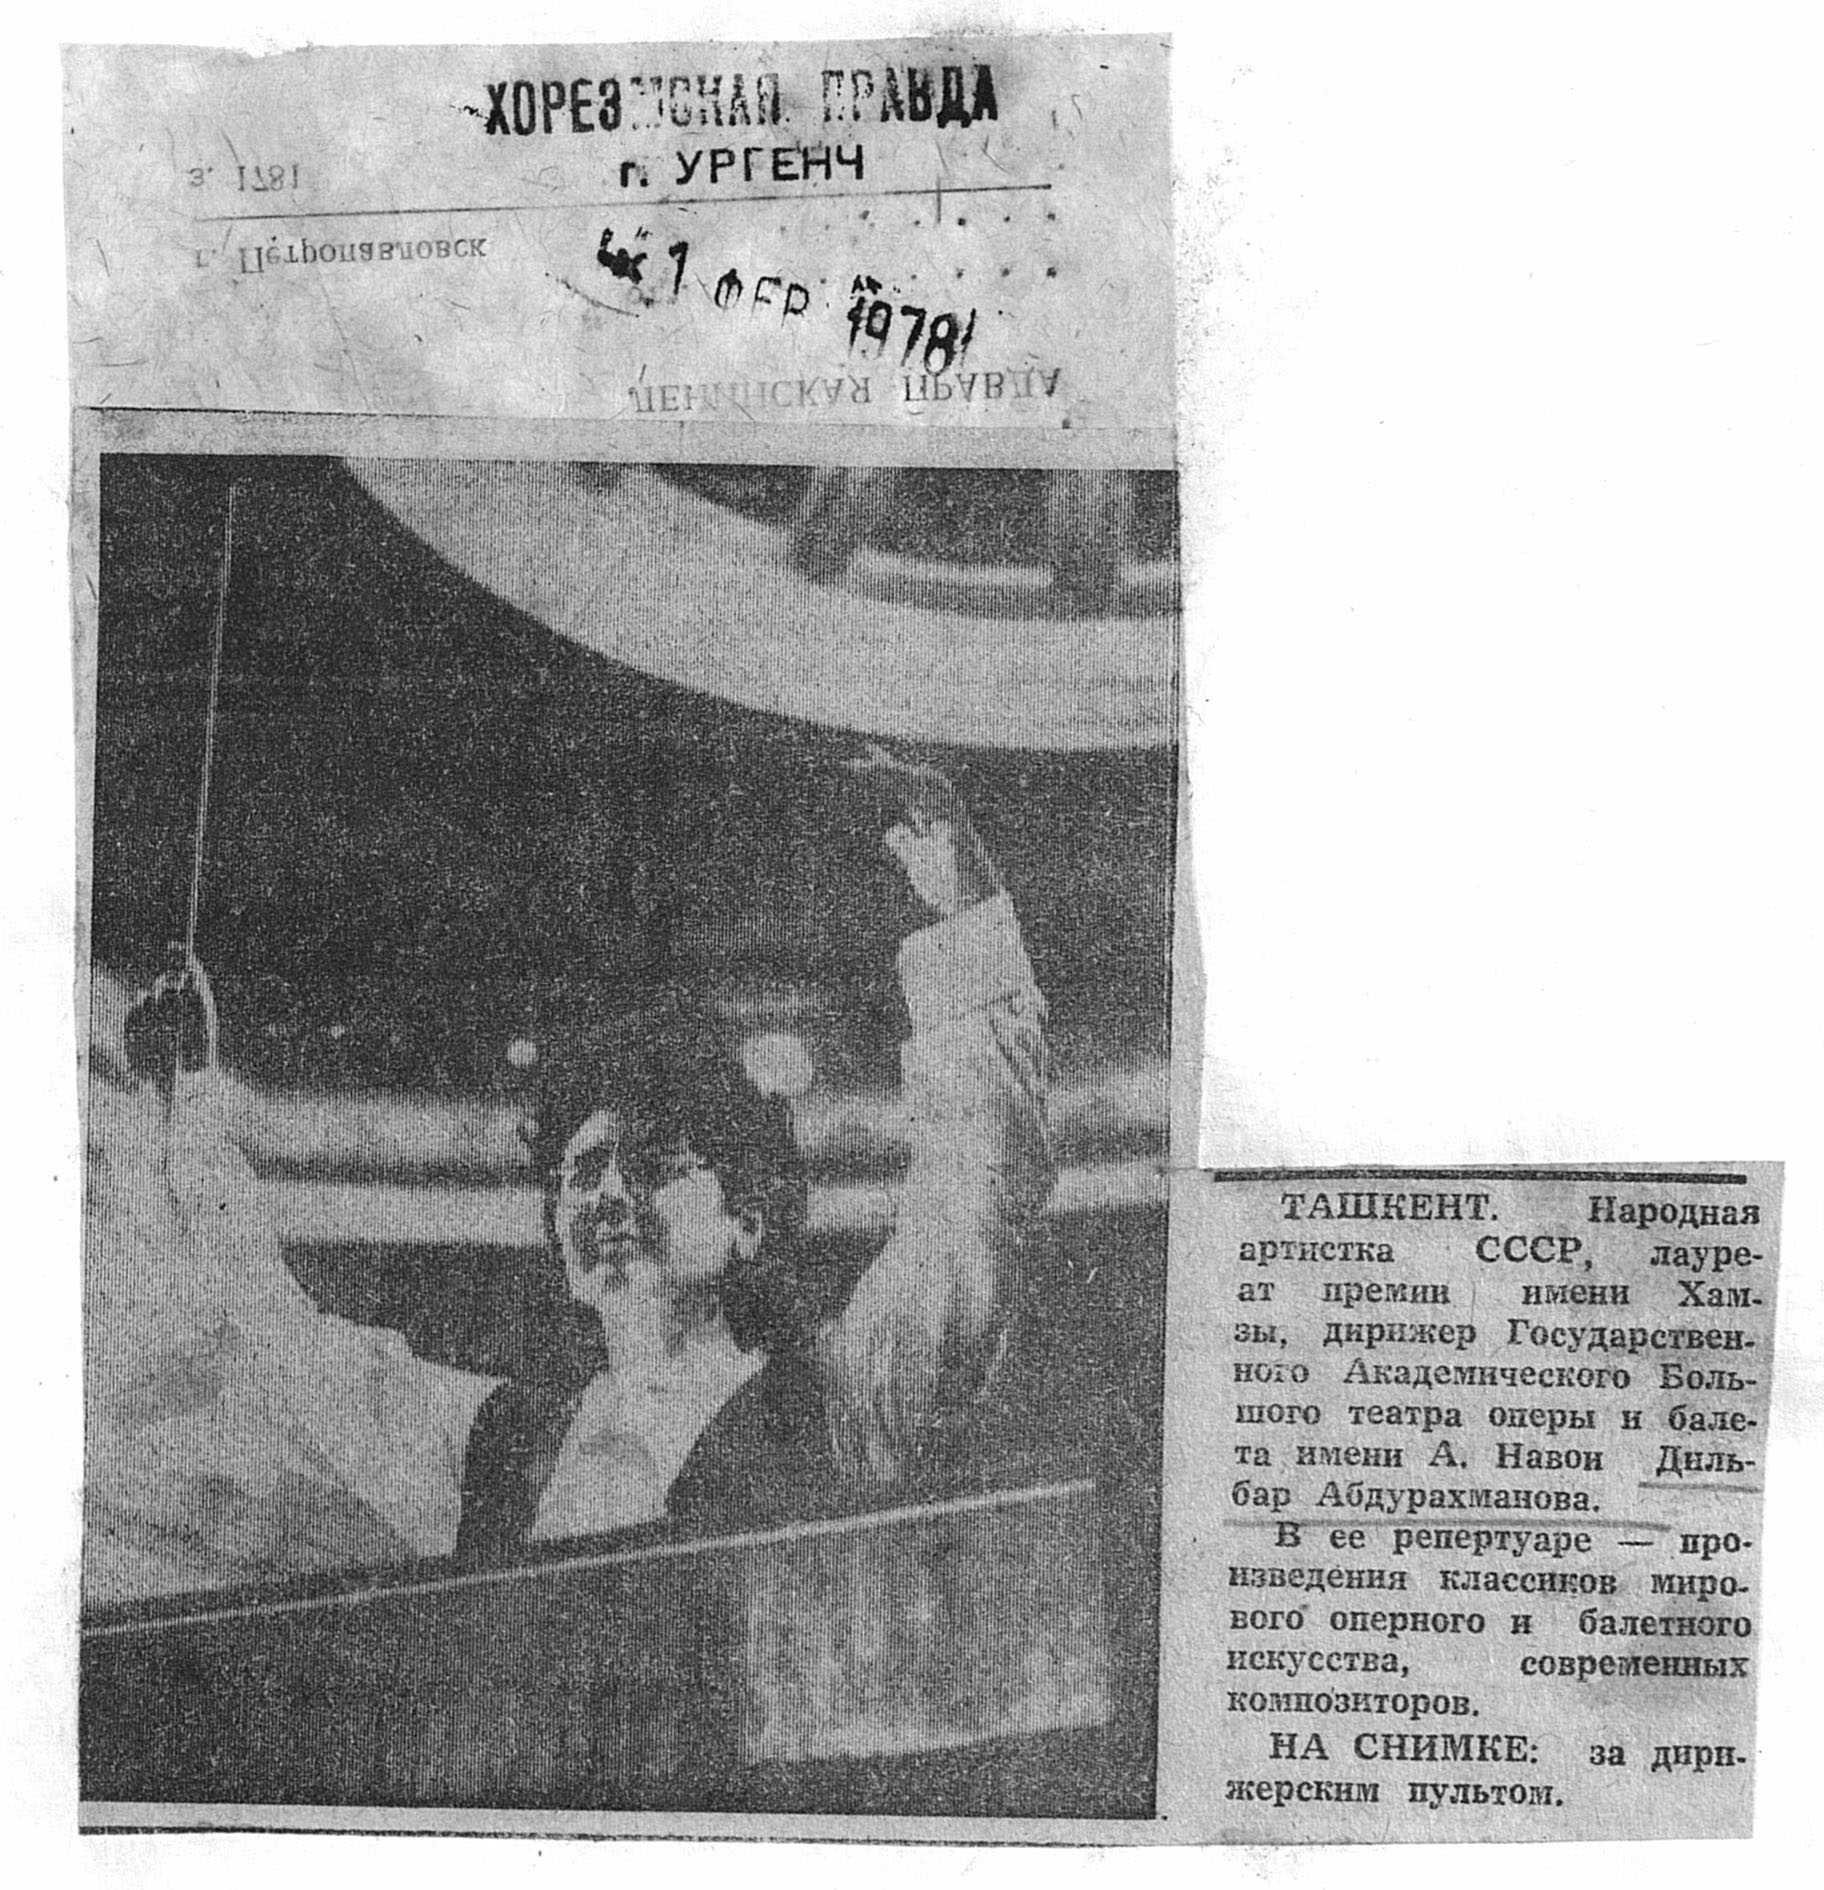 ХОРЕЗМСКАЯ ПРАВДА
г. УРГЕНЧ
з. 1781
г. Петропавловск
1 ФЕВ 1978
ЛЕНИНСКАЯ ПРАВДА
ТАШКЕНТ. Народная
артистка СССР, лауре-
ат премии имени Хам-
зы, дирижер Государствен-
ного Академического Боль-
шого театра оперы и бале-
та имени А. Навои Диль-
бар Абдурахманова.
В ее репертуаре — про-
изведения классиков миро-
вого оперного и балетного
искусства, современных
композиторов.
НА СНИМКЕ: за дири-
жерским пультом.